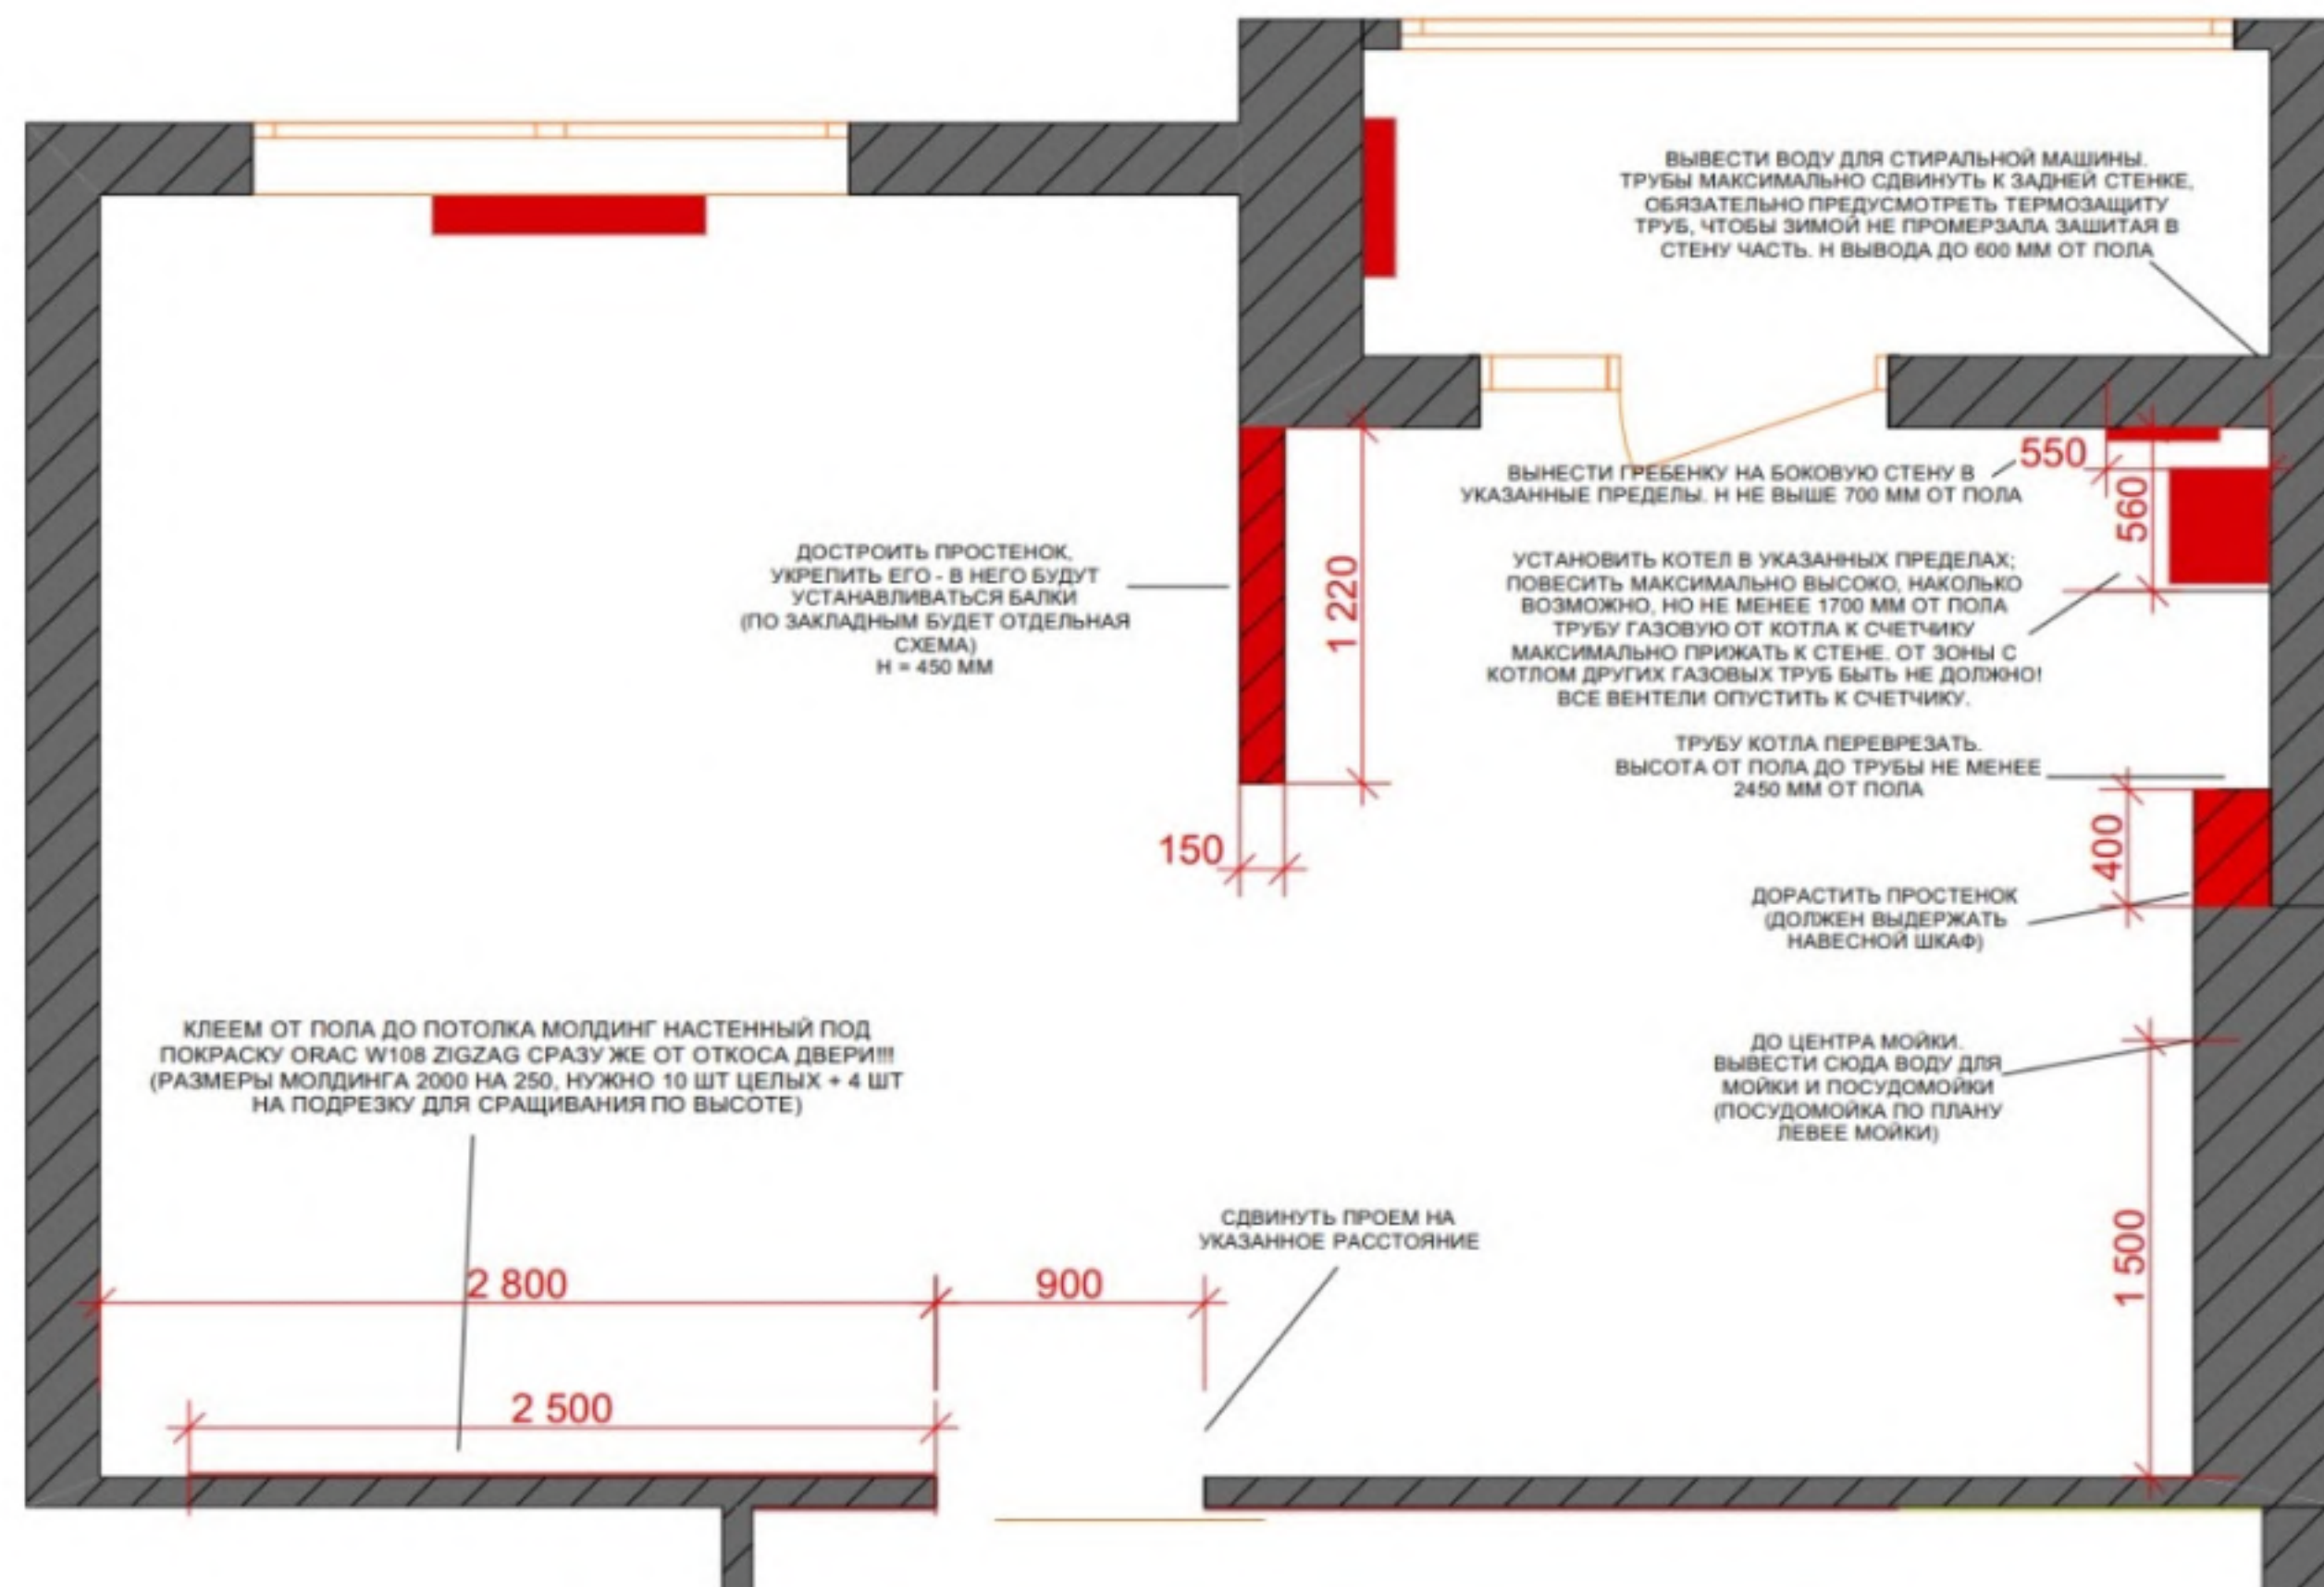 ВЫВЕСТИ ВОДУ ДЛЯ СТИРАЛЬНОЙ МАШИНЫ.
ТРУБЫ МАКСИМАЛЬНО СДВИНУТЬ К ЗАДНЕЙ СТЕНКЕ,
ОБЯЗАТЕЛЬНО ПРЕДУСМОТРЕТЬ ТЕРМОЗАЩИТУ
ТРУБ, ЧТОБЫ ЗИМОЙ НЕ ПРОМЕРЗАЛА ЗАШИТАЯ В
СТЕНУ ЧАСТЬ. Н ВЫВОДА ДО 600 ММ ОТ ПОЛА
550
ВЫНЕСТИ ГРЕБЕНКУ НА БОКОВУЮ СТЕНУ В
УКАЗАННЫЕ ПРЕДЕЛЫ. Н НЕ ВЫШЕ 700 ММ ОТ ПОЛА
560
УСТАНОВИТЬ КОТЕЛ В УКАЗАННЫХ ПРЕДЕЛАХ;
ПОВЕСИТЬ МАКСИМАЛЬНО ВЫСОКО, НАКОЛЬКО
ВОЗМОЖНО, НО НЕ МЕНЕЕ 1700 ММ ОТ ПОЛА
ТРУБУ ГАЗОВУЮ ОТ КОТЛА К СЧЕТЧИКУ
МАКСИМАЛЬНО ПРИЖАТЬ К СТЕНЕ. ОТ ЗОНЫ С
КОТЛОМ ДРУГИХ ГАЗОВЫХ ТРУБ БЫТЬ НЕ ДОЛЖНО!
ВСЕ ВЕНТЕЛИ ОПУСТИТЬ К СЧЕТЧИКУ.
ДОСТРОИТЬ ПРОСТЕНОК,
УКРЕПИТЬ ЕГО - В НЕГО БУДУТ
УСТАНАВЛИВАТЬСЯ БАЛКИ
(ПО ЗАКЛАДНЫМ БУДЕТ ОТДЕЛЬНАЯ
СХЕМА)
Н = 450 ММ
1 220
ТРУБУ КОТЛА ПЕРЕВРЕЗАТЬ.
ВЫСОТА ОТ ПОЛА ДО ТРУБЫ НЕ МЕНЕЕ
2450 ММ ОТ ПОЛА
150
400
ДОРАСТИТЬ ПРОСТЕНОК
(ДОЛЖЕН ВЫДЕРЖАТЬ
НАВЕСНОЙ ШКАФ)
КЛЕЕМ ОТ ПОЛА ДО ПОТОЛКА МОЛДИНГ НАСТЕННЫЙ ПОД
ПОКРАСКУ ORAC W108 ZIGZAG СРАЗУ ЖЕ ОТ ОТКОСА ДВЕРИ!!!
(РАЗМЕРЫ МОЛДИНГА 2000 НА 250, НУЖНО 10 ШТ ЦЕЛЫХ + 4 ШТ
НА ПОДРЕЗКУ ДЛЯ СРАЩИВАНИЯ ПО ВЫСОТЕ)
ДО ЦЕНТРА МОЙКИ.
ВЫВЕСТИ СЮДА ВОДУ ДЛЯ
МОЙКИ И ПОСУДОМОЙКИ
(ПОСУДОМОЙКА ПО ПЛАНУ
ЛЕВЕЕ МОЙКИ)
СДВИНУТЬ ПРОЕМ НА
УКАЗАННОЕ РАССТОЯНИЕ
2 800
900
1 500
2 500